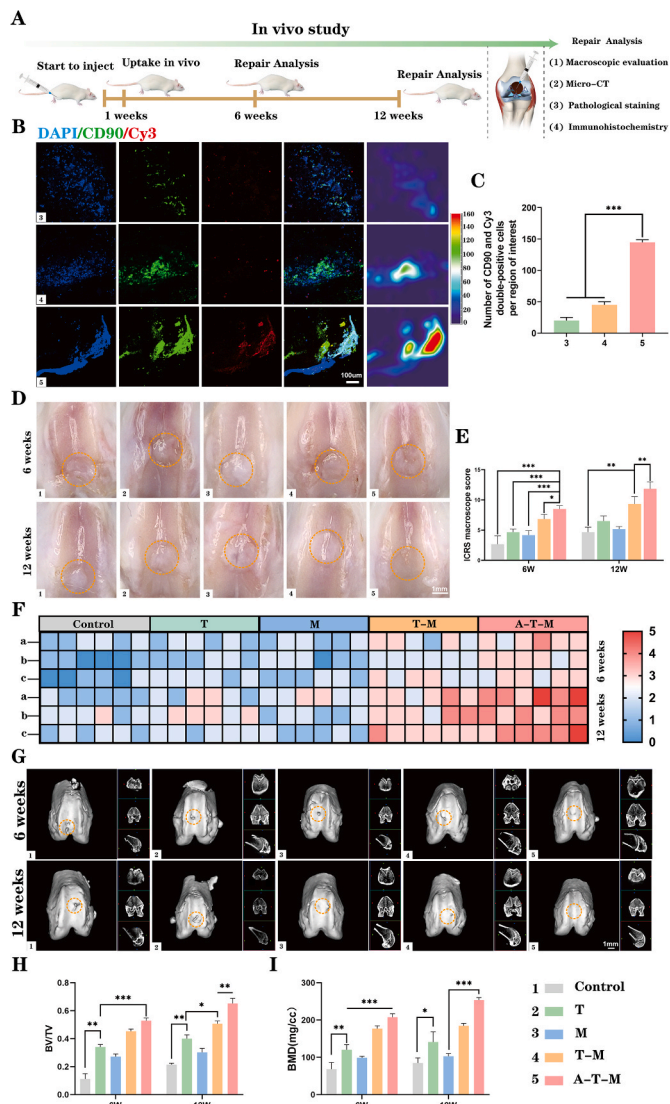 A
In vivo study
Repair Analysis
Start to inject
Uptake in vivo
Repair Analysis
Repair Analysis
(1) Macroscopic evaluation
(2) Micro-CT
(3) Pathological staining
(4) Immunohistochemistry
1 weeks
6 weeks
12 weeks
B
DAPI/CD90/Cy3
3
4
5
100um
160
140
120
100
80
60
40
20
0
C
Number of CD90 and Cy3
double-positive cells
per region of interest
200
150
100
50
0
***
3 4 5
D
6 weeks
1 2 3 4 5
12 weeks
1 2 3 4 5
1mm
E
ICRS macroscope score
15
10
5
0
***
***
***
*
**
**
6W 12W
F
Control T M T-M A-T-M
a
b
c
a
b
c
6 weeks
12 weeks
5
4
3
2
1
0
G
6 weeks
1 2 3 4 5
12 weeks
1 2 3 4 5
1mm
H
BV/TV
0.8
0.6
0.4
0.2
0.0
**
***
**
*
**
12W
I
BMD(mg/cc)
300
200
100
0
**
***
*
***
12W
1 Control
2 T
3 M
4 T-M
5 A-T-M